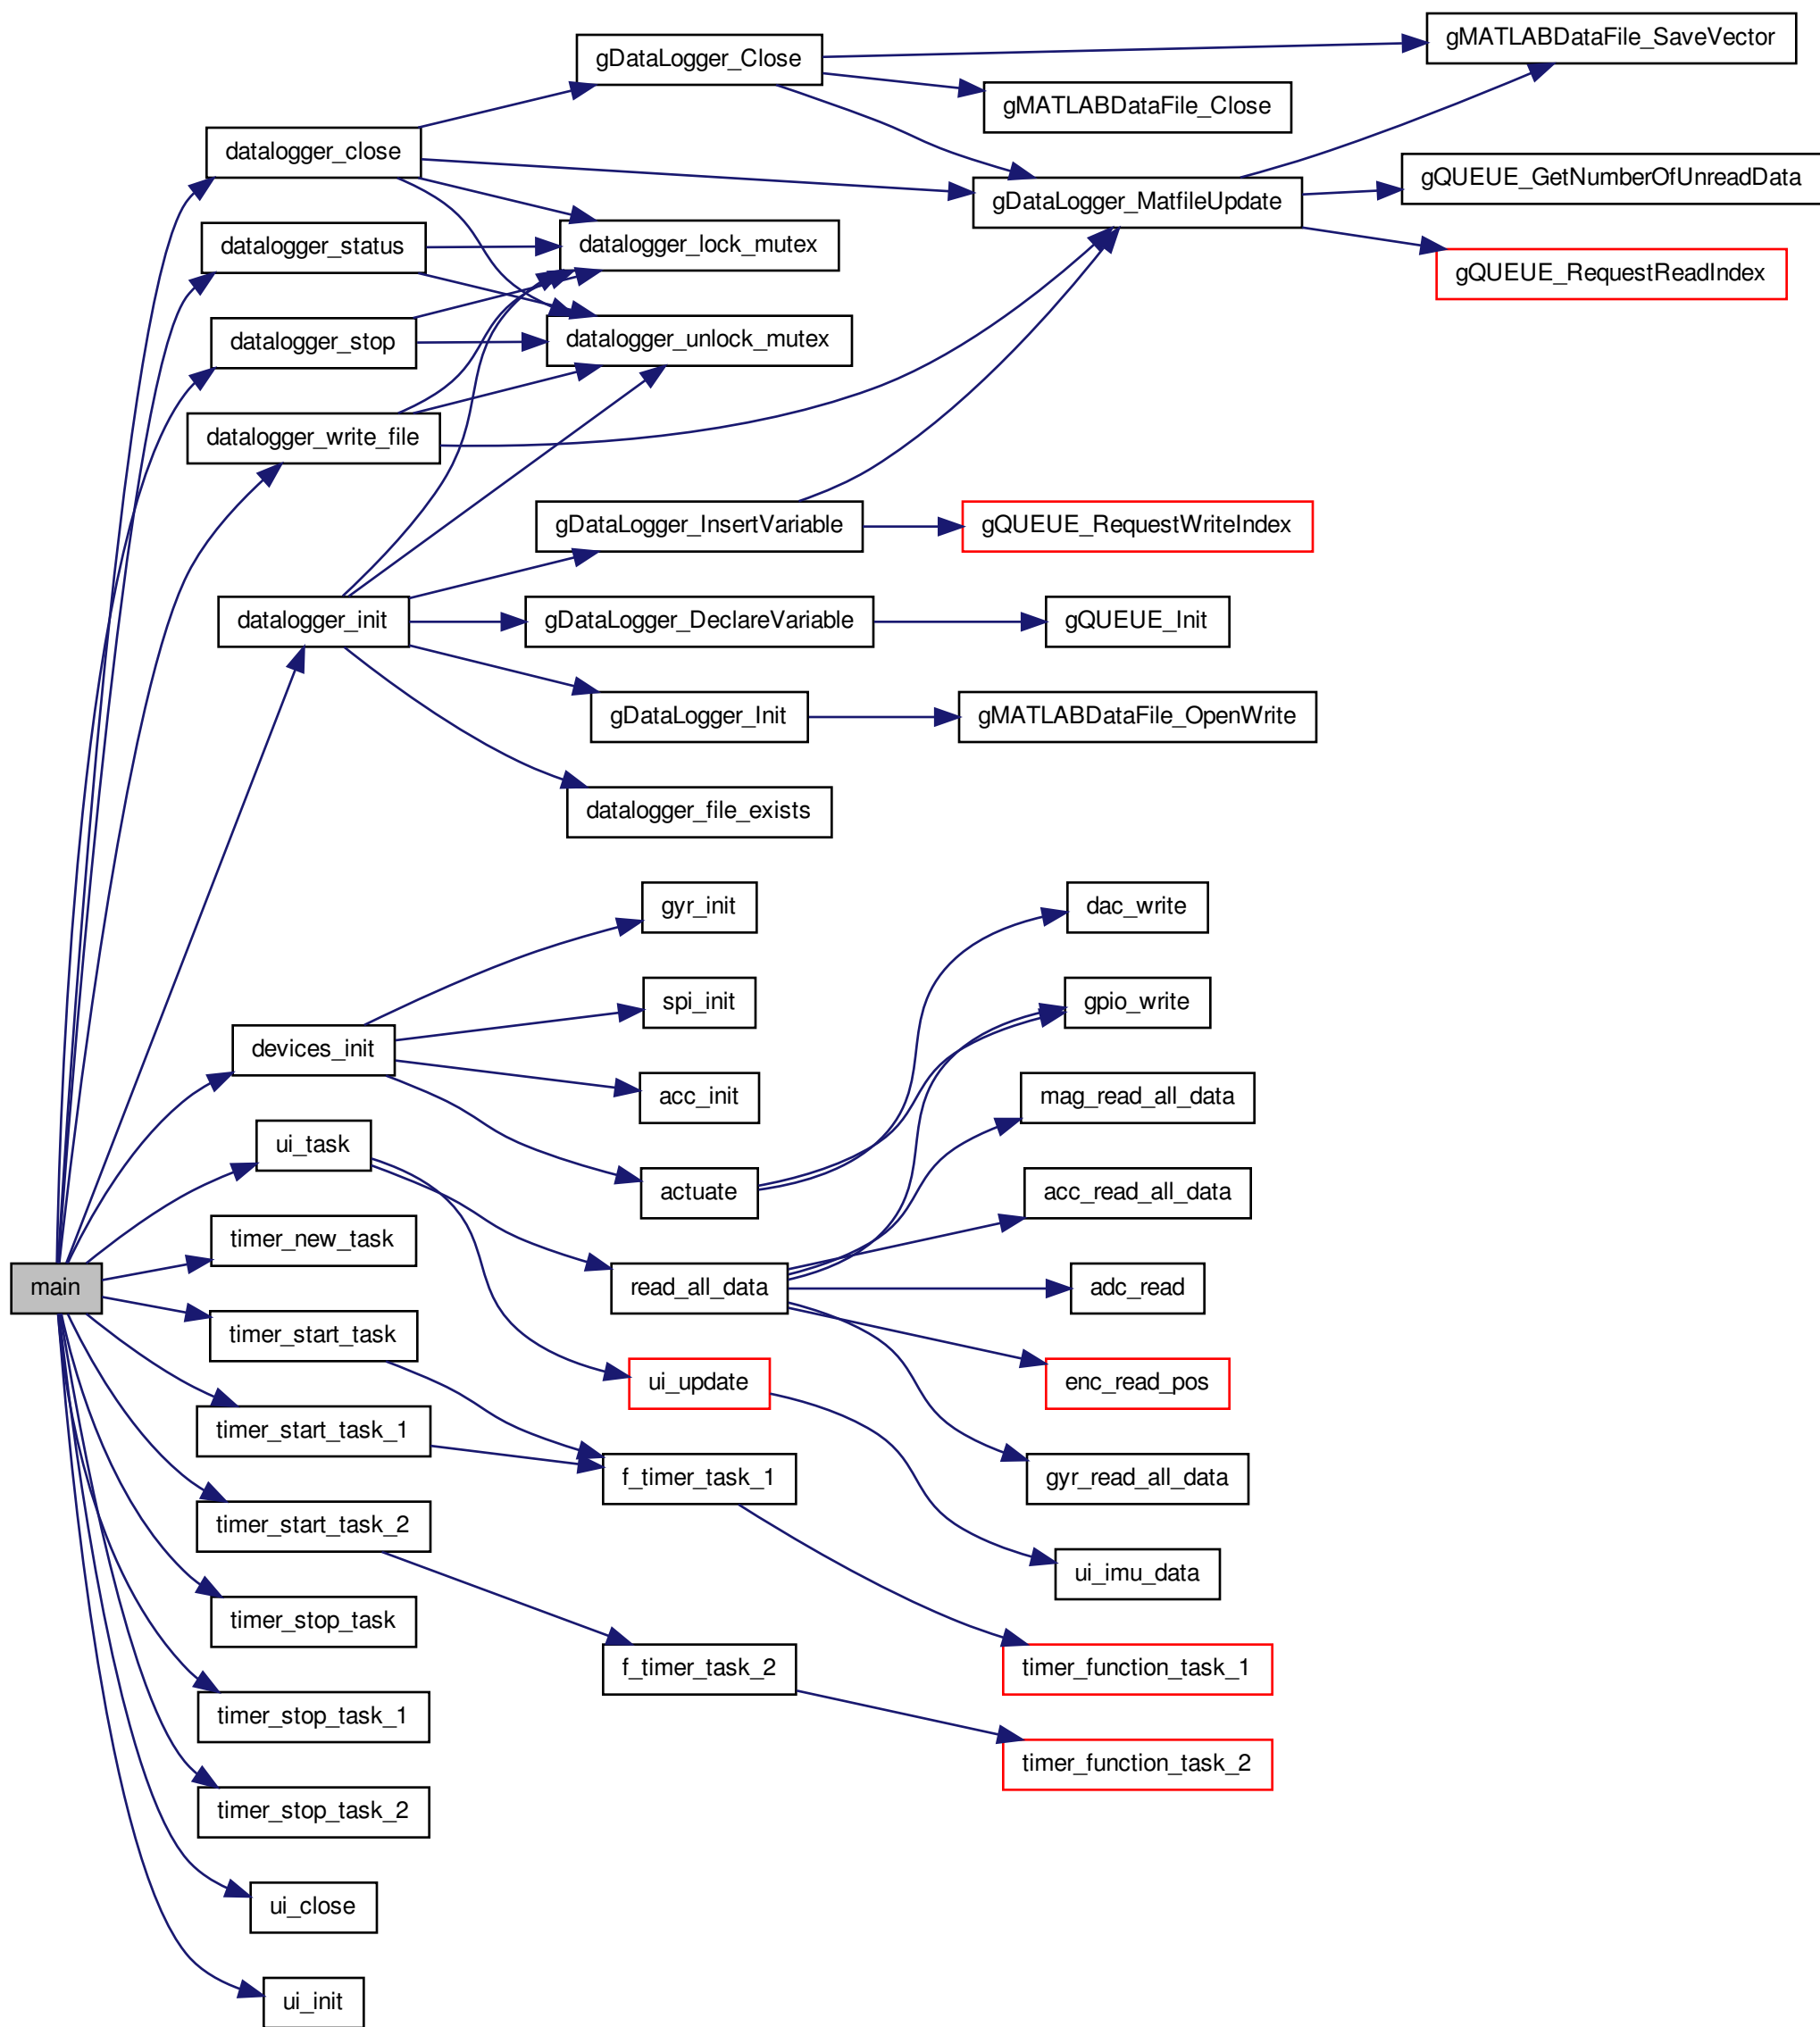 gDataLogger_Close
gMATLABDataFile_SaveVector
gMATLABDataFile_Close
datalogger_close
gQUEUE_GetNumberOfUnreadData
gDataLogger_MatfileUpdate
datalogger_status
datalogger_lock_mutex
gQUEUE_RequestReadIndex
datalogger_stop
datalogger_unlock_mutex
datalogger_write_file
gDataLogger_InsertVariable
gQUEUE_RequestWriteIndex
datalogger_init
gDataLogger_DeclareVariable
gQUEUE_Init
gDataLogger_Init
gMATLABDataFile_OpenWrite
datalogger_file_exists
gyr_init
dac_write
spi_init
gpio_write
devices_init
acc_init
mag_read_all_data
ui_task
actuate
acc_read_all_data
timer_new_task
main
read_all_data
adc_read
timer_start_task
ui_update
enc_read_pos
timer_start_task_1
f_timer_task_1
gyr_read_all_data
timer_start_task_2
ui_imu_data
timer_stop_task
f_timer_task_2
timer_function_task_1
timer_stop_task_1
timer_function_task_2
timer_stop_task_2
ui_close
ui_init